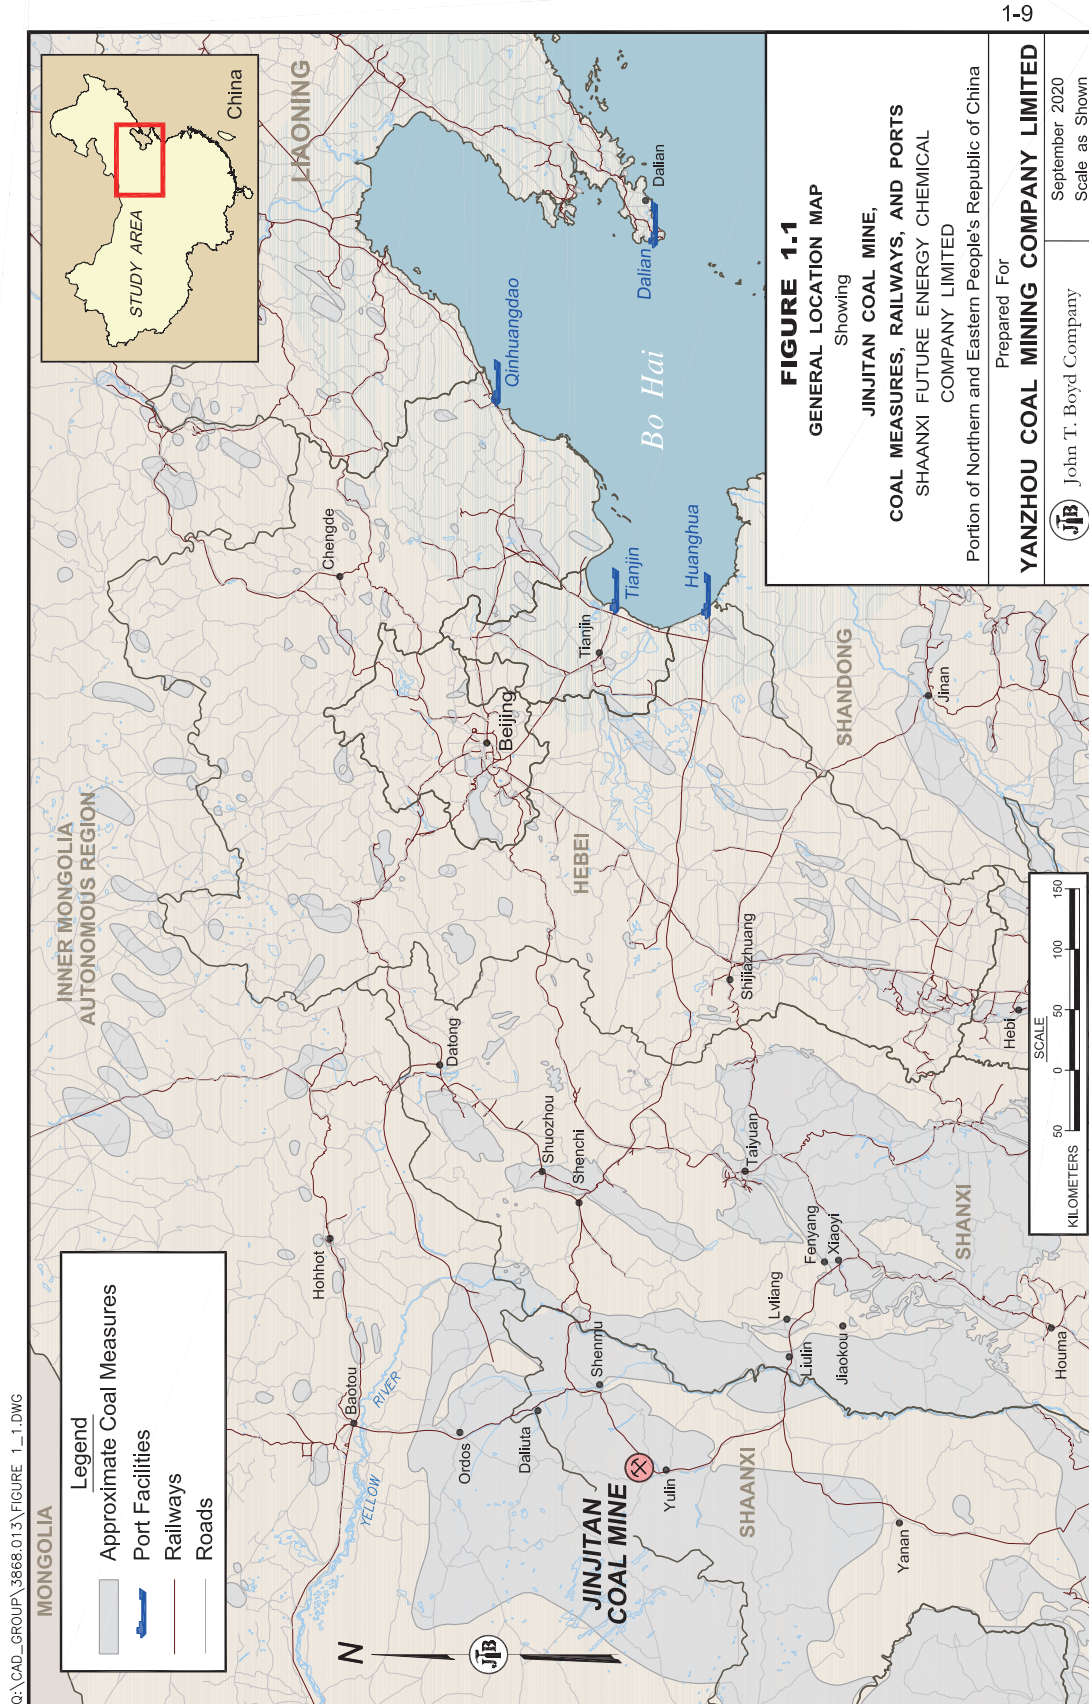 1-9
Q:\CAD_GROUP\3868.013\FIGURE 1_1.DWG
MONGOLIA
INNER MONGOLIA
AUTONOMOUS REGION
LIAONING
STUDY AREA
China
Legend
Approximate Coal Measures
Port Facilities
Railways
Roads
Hohhot
Baotou
YELLOW
RIVER
Ordos
Daliuta
Shenmu
JINJITAN
COAL MINE
Yulin
SHAANXI
Yanan
Datong
Shuozhou
Shenchi
Taiyuan
Fenyang
Xiaoyi
Lvliang
Liulin
Jiaokou
SHANXI
Houma
Chengde
Beijing
HEBEI
Tianjin
Tianjin
Huanghua
Qinhuangdao
Dalian
Dalian
Bo Hai
Shijiazhuang
SHANDONG
Jinan
Hebi
N
JTB
SCALE
50 0 50 100 150
KILOMETERS
FIGURE 1.1
GENERAL LOCATION MAP
Showing
JINJITAN COAL MINE,
COAL MEASURES, RAILWAYS, AND PORTS
SHAANXI FUTURE ENERGY CHEMICAL
COMPANY LIMITED
Portion of Northern and Eastern People's Republic of China
Prepared For
YANZHOU COAL MINING COMPANY LIMITED
JTB John T. Boyd Company
September 2020
Scale as Shown